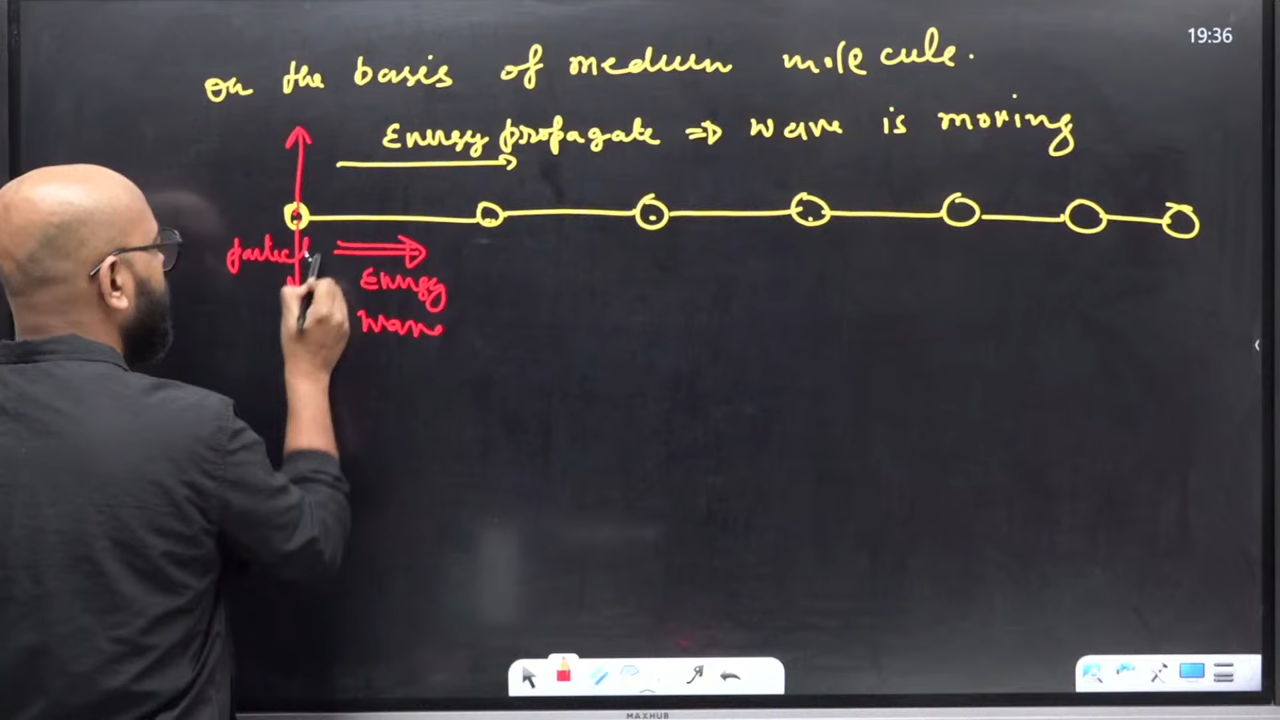 19:36
on the basis of medium molecule.
Energy propagate ⇒ wave is moving
particle
Energy
wave
MAXHUB